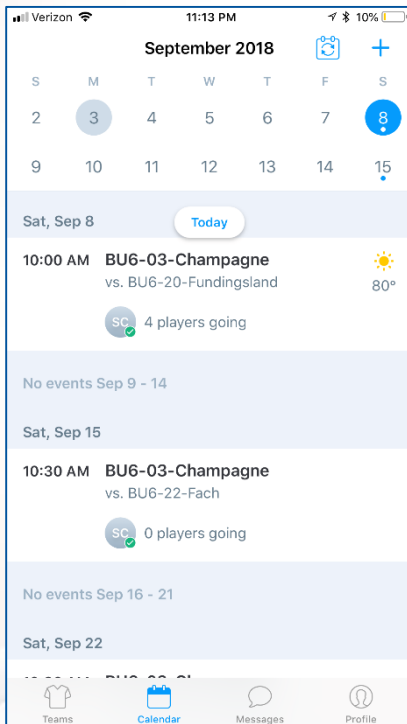 Verizon 11:13 PM 10%
September 2018
S M T W T F S
2 3 4 5 6 7 8
9 10 11 12 13 14 15
Sat, Sep 8 Today
10:00 AM BU6-03-Champagne
vs. BU6-20-Fundingsland 80°
SC 4 players going
No events Sep 9 - 14
Sat, Sep 15
10:30 AM BU6-03-Champagne
vs. BU6-22-Fach
SC 0 players going
No events Sep 16 - 21
Sat, Sep 22
Teams Calendar Messages Profile